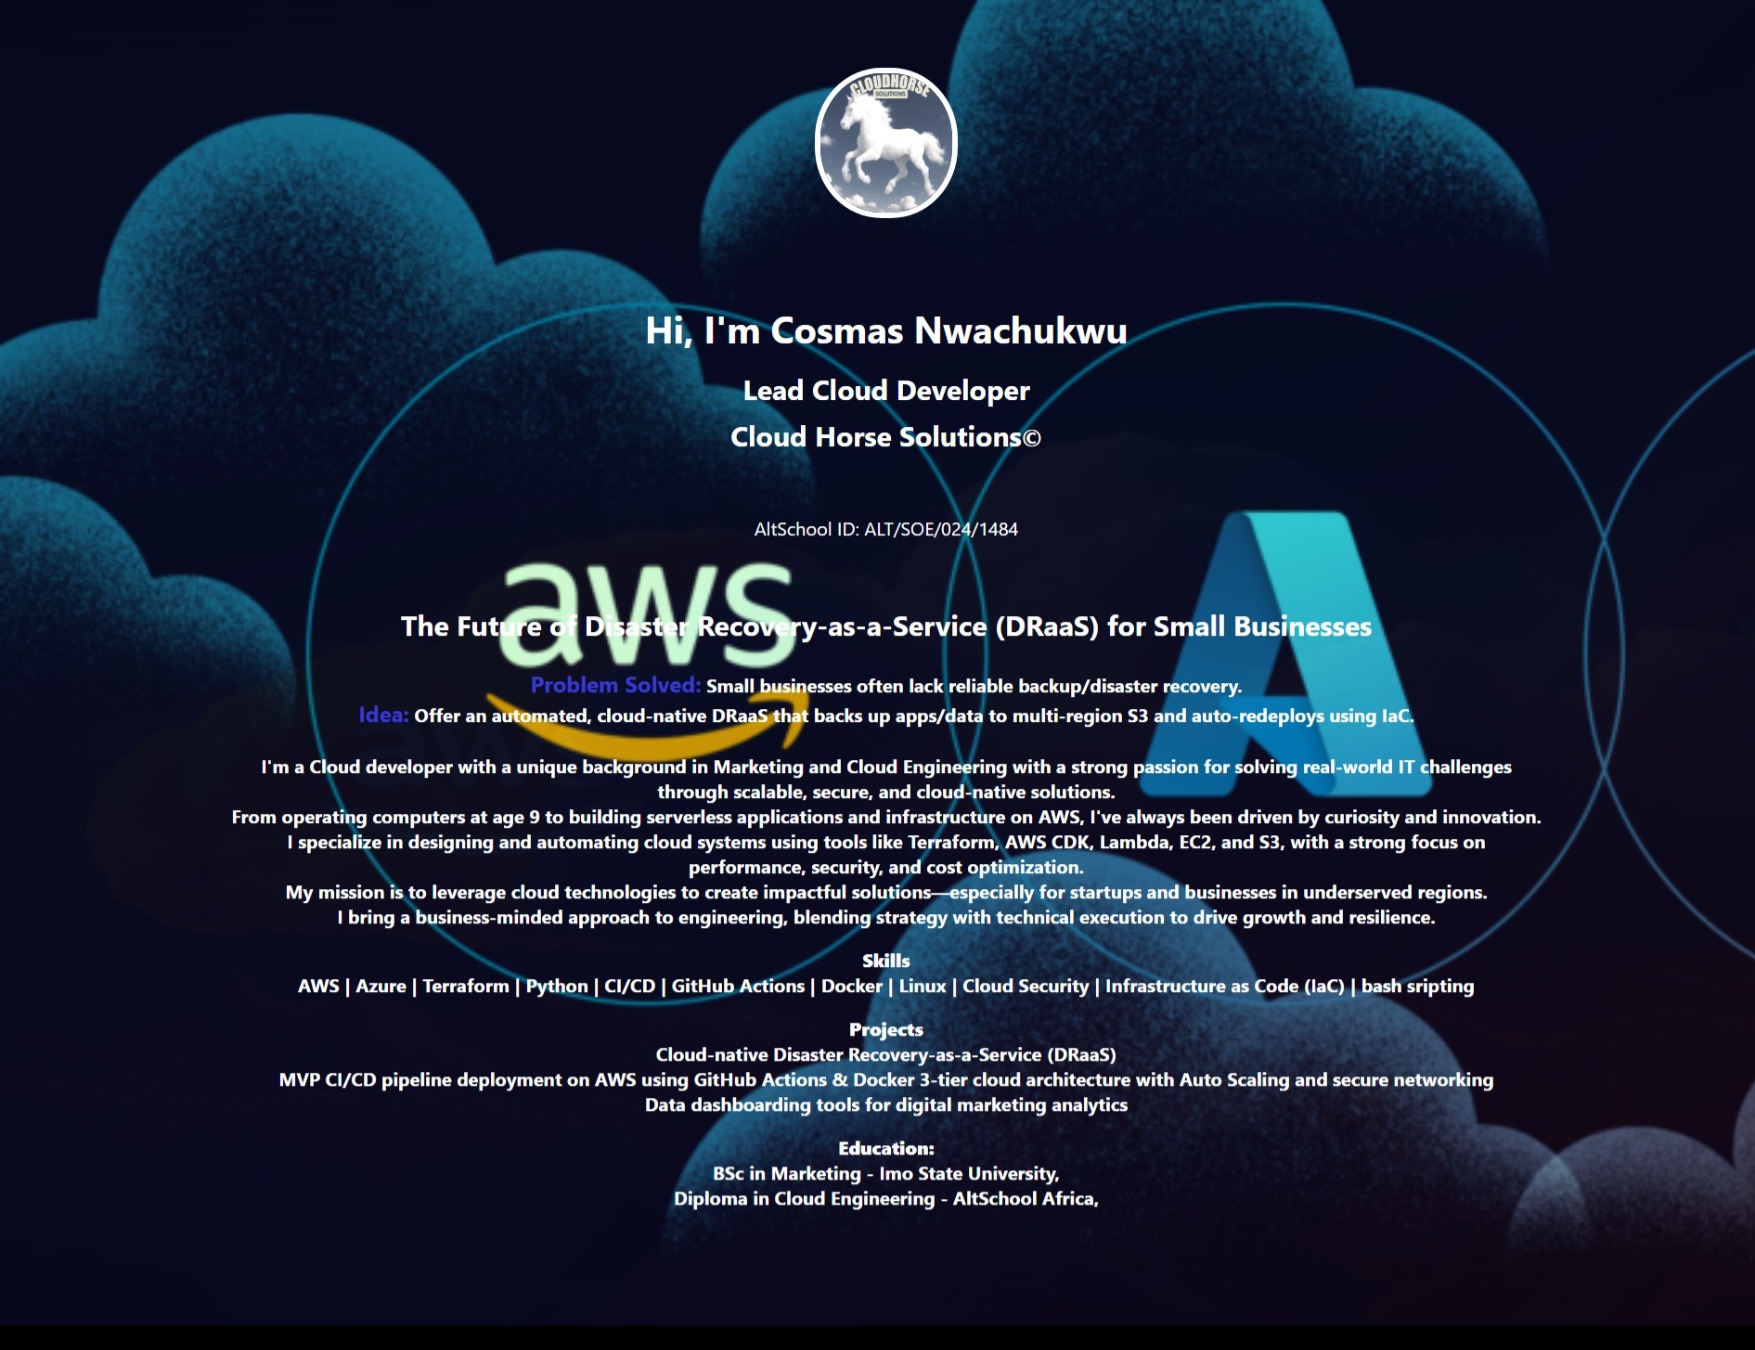 CLOUDHORSE
SOLUTIONS
Hi, I'm Cosmas Nwachukwu
Lead Cloud Developer
Cloud Horse Solutions©
AltSchool ID: ALT/SOE/024/1484
aws
The Future of Disaster Recovery-as-a-Service (DRaaS) for Small Businesses
Problem Solved: Small businesses often lack reliable backup/disaster recovery.
Idea: Offer an automated, cloud-native DRaaS that backs up apps/data to multi-region S3 and auto-redeploys using IaC.
aws
I'm a Cloud developer with a unique background in Marketing and Cloud Engineering with a strong passion for solving real-world IT challenges
through scalable, secure, and cloud-native solutions.
From operating computers at age 9 to building serverless applications and infrastructure on AWS, I've always been driven by curiosity and innovation.
I specialize in designing and automating cloud systems using tools like Terraform, AWS CDK, Lambda, EC2, and S3, with a strong focus on
performance, security, and cost optimization.
My mission is to leverage cloud technologies to create impactful solutions—especially for startups and businesses in underserved regions.
I bring a business-minded approach to engineering, blending strategy with technical execution to drive growth and resilience.
Skills
AWS | Azure | Terraform | Python | CI/CD | GitHub Actions | Docker | Linux | Cloud Security | Infrastructure as Code (IaC) | bash sripting
Projects
Cloud-native Disaster Recovery-as-a-Service (DRaaS)
MVP CI/CD pipeline deployment on AWS using GitHub Actions & Docker 3-tier cloud architecture with Auto Scaling and secure networking
Data dashboarding tools for digital marketing analytics
Education:
BSc in Marketing - Imo State University,
Diploma in Cloud Engineering - AltSchool Africa,